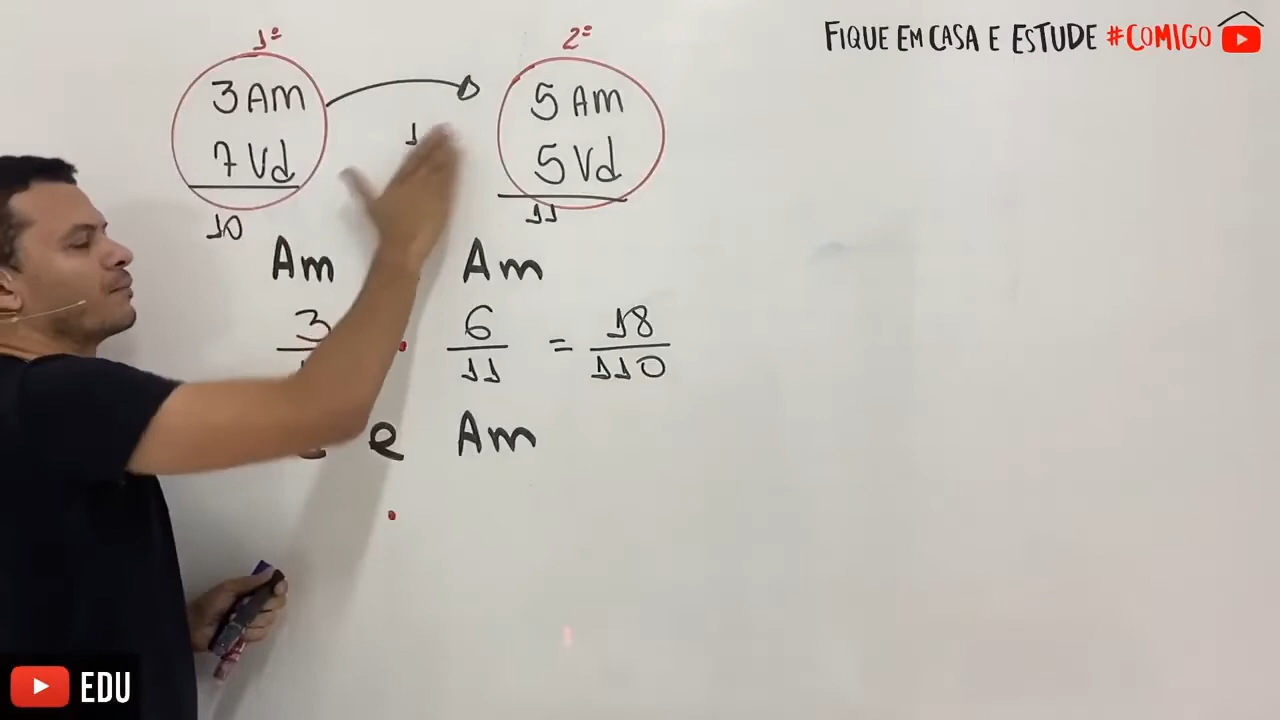 FIQUE EM CASA E ESTUDE #COMIGO
1º 2º
3 Am 5 Am
7 Vd 5 Vd
10 11
Am Am
3 . 6/11 = 18/110
e Am
.
EDU